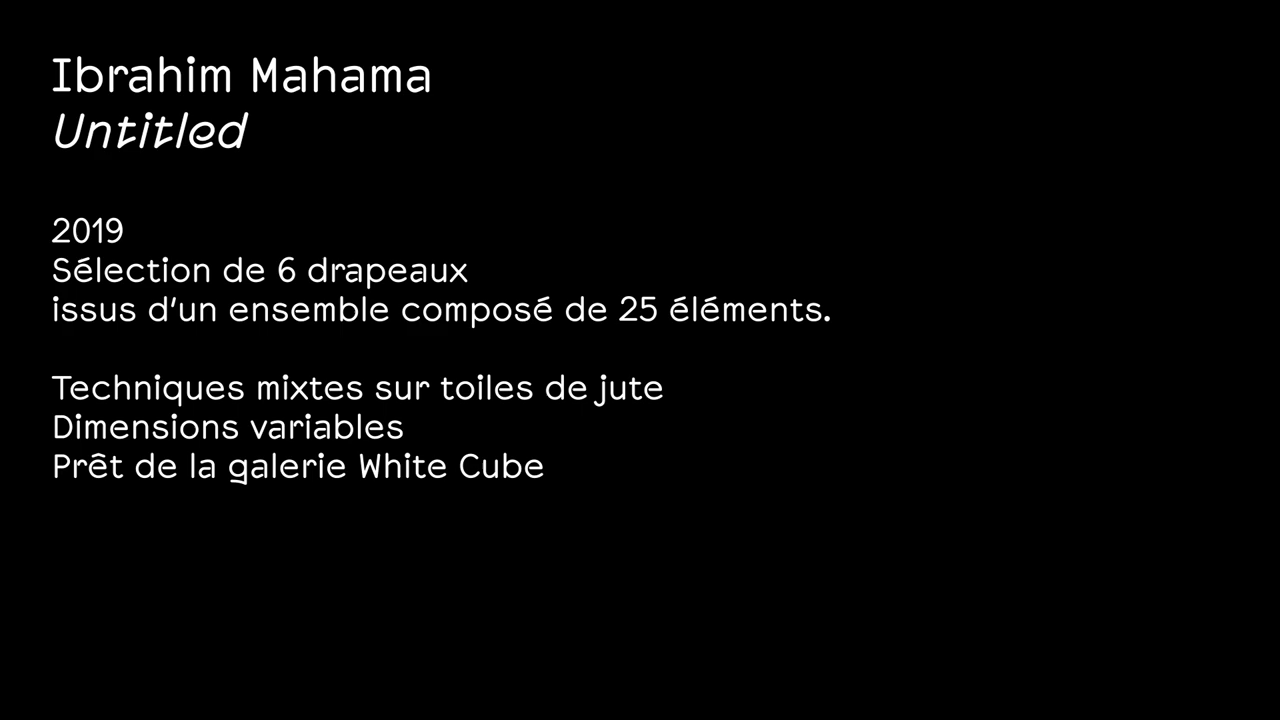 Ibrahim Mahama
Untitled
2019
Sélection de 6 drapeaux
issus d'un ensemble composé de 25 éléments.
Techniques mixtes sur toiles de jute
Dimensions variables
Prêt de la galerie White Cube